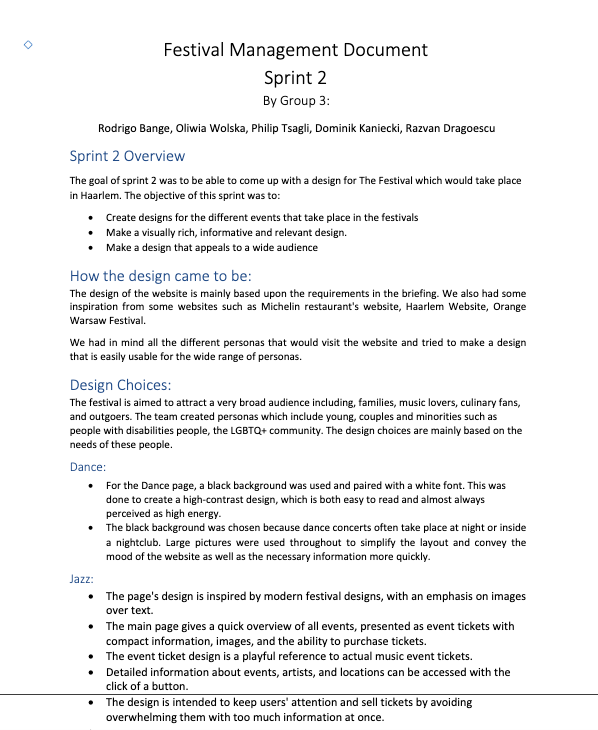 Festival Management Document
Sprint 2
By Group 3:
Rodrigo Bange, Oliwia Wolska, Philip Tsagli, Dominik Kaniecki, Razvan Dragoescu
Sprint 2 Overview
The goal of sprint 2 was to be able to come up with a design for The Festival which would take place
in Haarlem. The objective of this sprint was to:
• Create designs for the different events that take place in the festivals
• Make a visually rich, informative and relevant design.
• Make a design that appeals to a wide audience
How the design came to be:
The design of the website is mainly based upon the requirements in the briefing. We also had some
inspiration from some websites such as Michelin restaurant's website, Haarlem Website, Orange
Warsaw Festival.
We had in mind all the different personas that would visit the website and tried to make a design
that is easily usable for the wide range of personas.
Design Choices:
The festival is aimed to attract a very broad audience including, families, music lovers, culinary fans,
and outgoers. The team created personas which include young, couples and minorities such as
people with disabilities people, the LGBTQ+ community. The design choices are mainly based on the
needs of these people.
Dance:
• For the Dance page, a black background was used and paired with a white font. This was
done to create a high-contrast design, which is both easy to read and almost always
perceived as high energy.
• The black background was chosen because dance concerts often take place at night or inside
a nightclub. Large pictures were used throughout to simplify the layout and convey the
mood of the website as well as the necessary information more quickly.
Jazz:
• The page's design is inspired by modern festival designs, with an emphasis on images
over text.
• The main page gives a quick overview of all events, presented as event tickets with
compact information, images, and the ability to purchase tickets.
• The event ticket design is a playful reference to actual music event tickets.
• Detailed information about events, artists, and locations can be accessed with the
click of a button.
• The design is intended to keep users' attention and sell tickets by avoiding
overwhelming them with too much information at once.